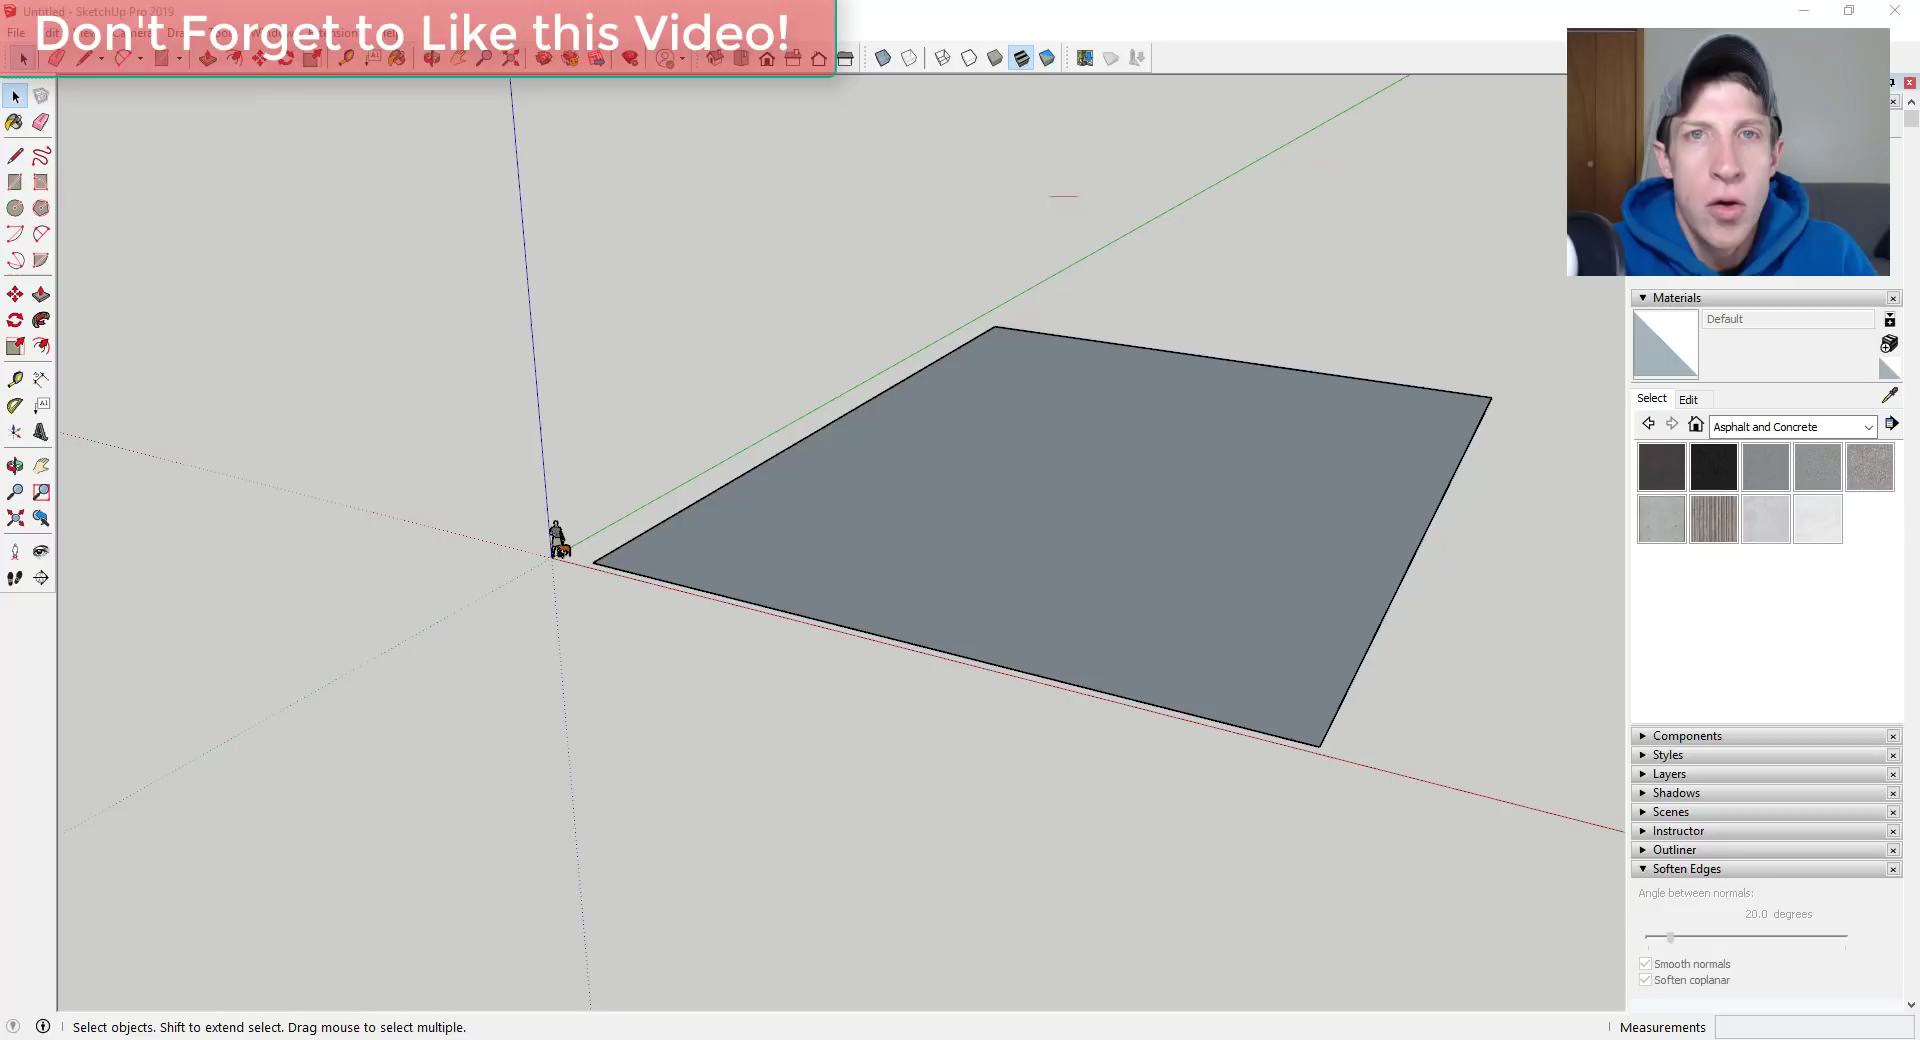 Untitled - SketchUp Pro 2019
Don't Forget to Like this Video!
File
Materials
Default
Select
Edit
Asphalt and Concrete
Components
Styles
Layers
Shadows
Scenes
Instructor
Outliner
Soften Edges
Angle between normals:
20.0 degrees
Smooth normals
Soften coplanar
Select objects. Shift to extend select. Drag mouse to select multiple.
Measurements